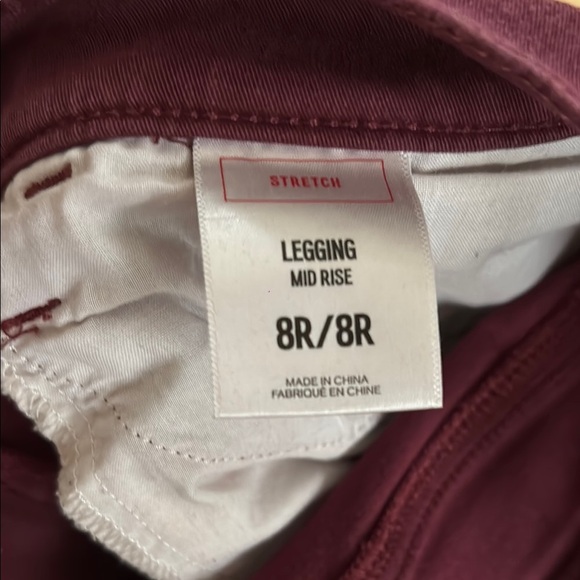 STRETCH
LEGGING
MID RISE
8R/8R
MADE IN CHINA
FABRIQUÉ EN CHINE